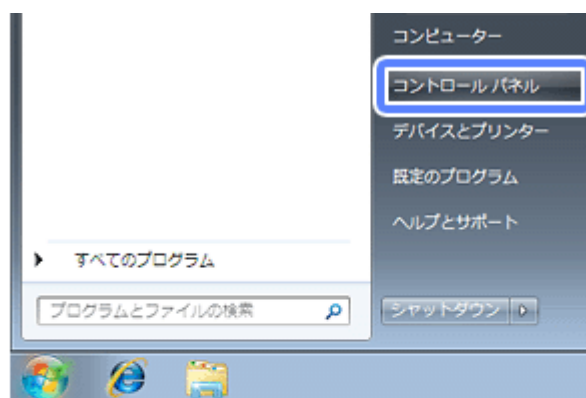 コンピューター
コントロール パネル
デバイスとプリンター
既定のプログラム
ヘルプとサポート
すべてのプログラム
プログラムとファイルの検索
シャットダウン